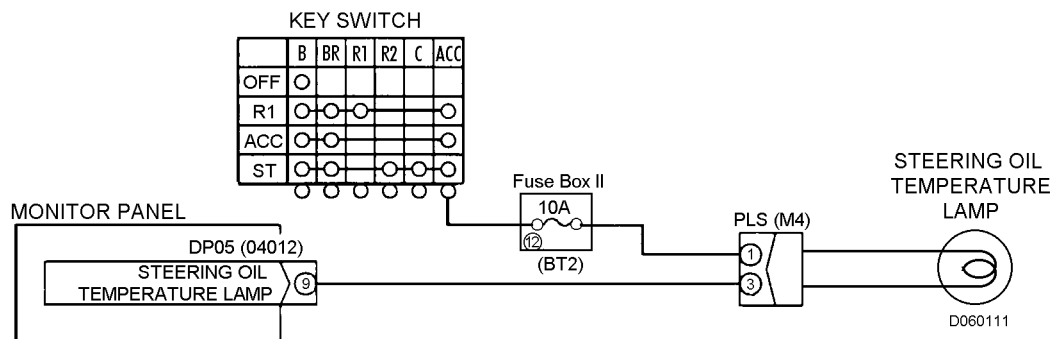 KEY SWITCH
B BR R1 R2 C ACC
OFF
R1
ACC
ST
Fuse Box II
10A
12
(BT2)
MONITOR PANEL
DP05 (04012)
STEERING OIL
TEMPERATURE LAMP
9
PLS (M4)
1
3
STEERING OIL
TEMPERATURE
LAMP
D060111